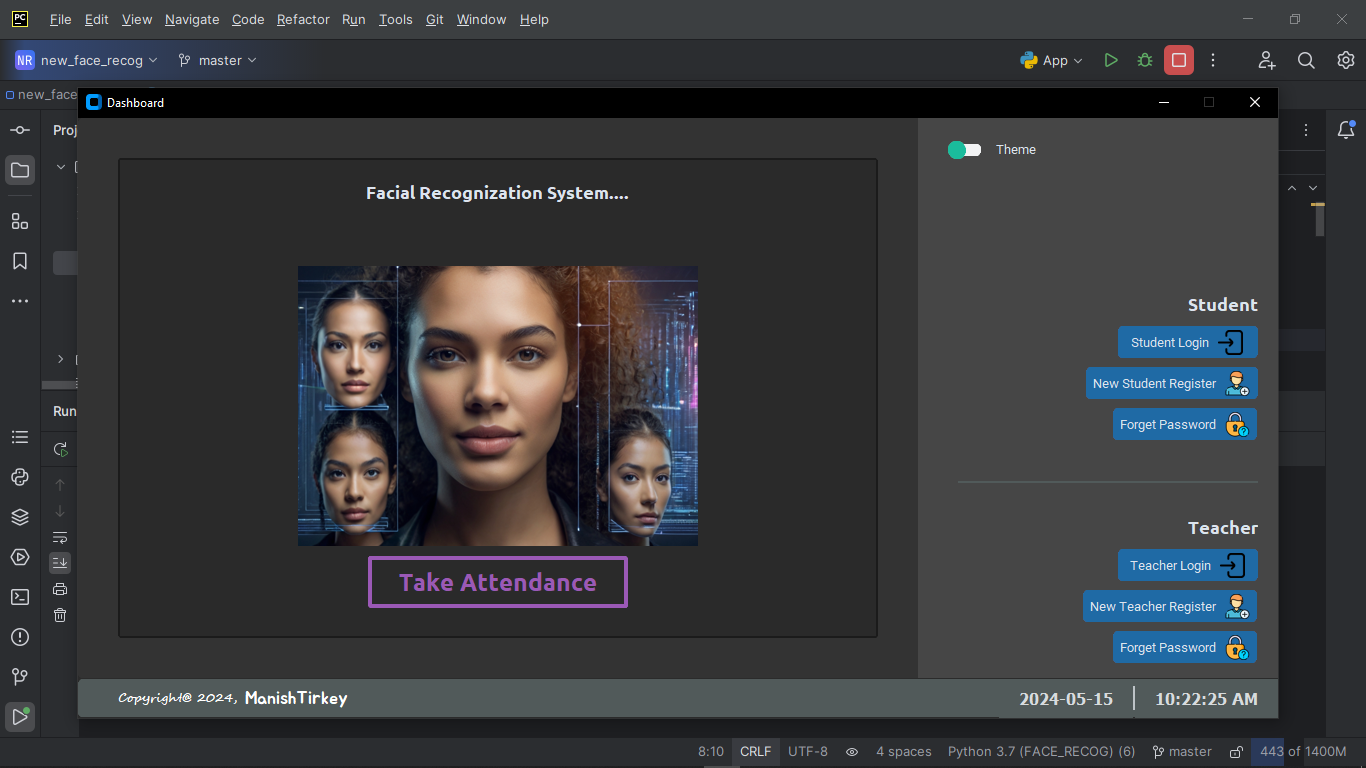 PC File Edit View Navigate Code Refactor Run Tools Git Window Help
NR new_face_recog master App
new_face
Dashboard
Proj
Theme
Facial Recognization System....
Student
Student Login
New Student Register
Forget Password
Run
Teacher
Take Attendance
Teacher Login
New Teacher Register
Forget Password
Copyright© 2024, ManishTirkey 2024-05-15 10:22:25 AM
8:10 CRLF UTF-8 4 spaces Python 3.7 (FACE_RECOG) (6) master 443 of 1400M